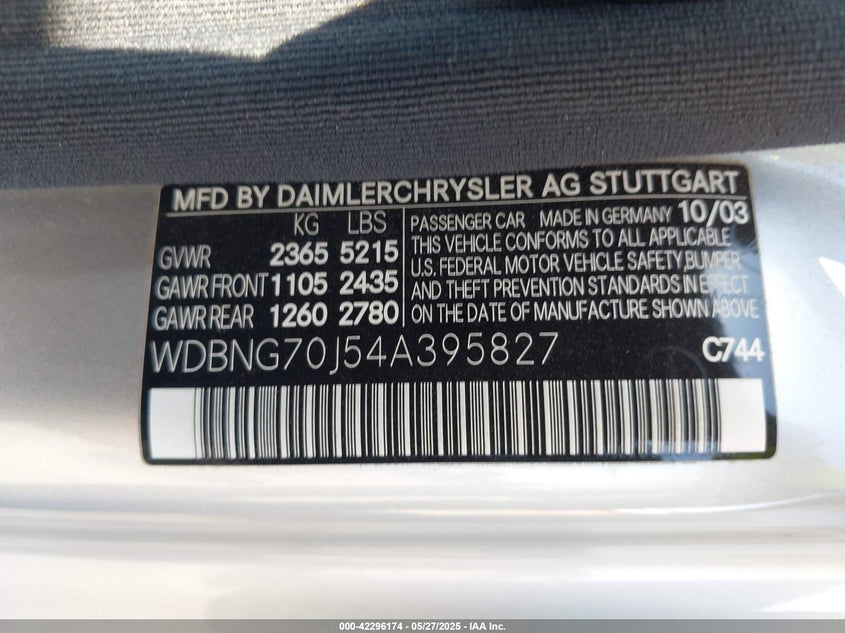 MFD BY DAIMLERCHRYSLER AG STUTTGART
KG LBS
GVWR 2365 5215
GAWR FRONT 1105 2435
GAWR REAR 1260 2780
PASSENGER CAR MADE IN GERMANY 10/03
THIS VEHICLE CONFORMS TO ALL APPLICABLE
U.S. FEDERAL MOTOR VEHICLE SAFETY BUMPER
AND THEFT PREVENTION STANDARDS IN EFFECT
ON THE DATE OF MANUFACTURE SHOWN ABOVE
WDBNG70J54A395827 C744
000-42296174 | 05/27/2025 - IAA Inc.